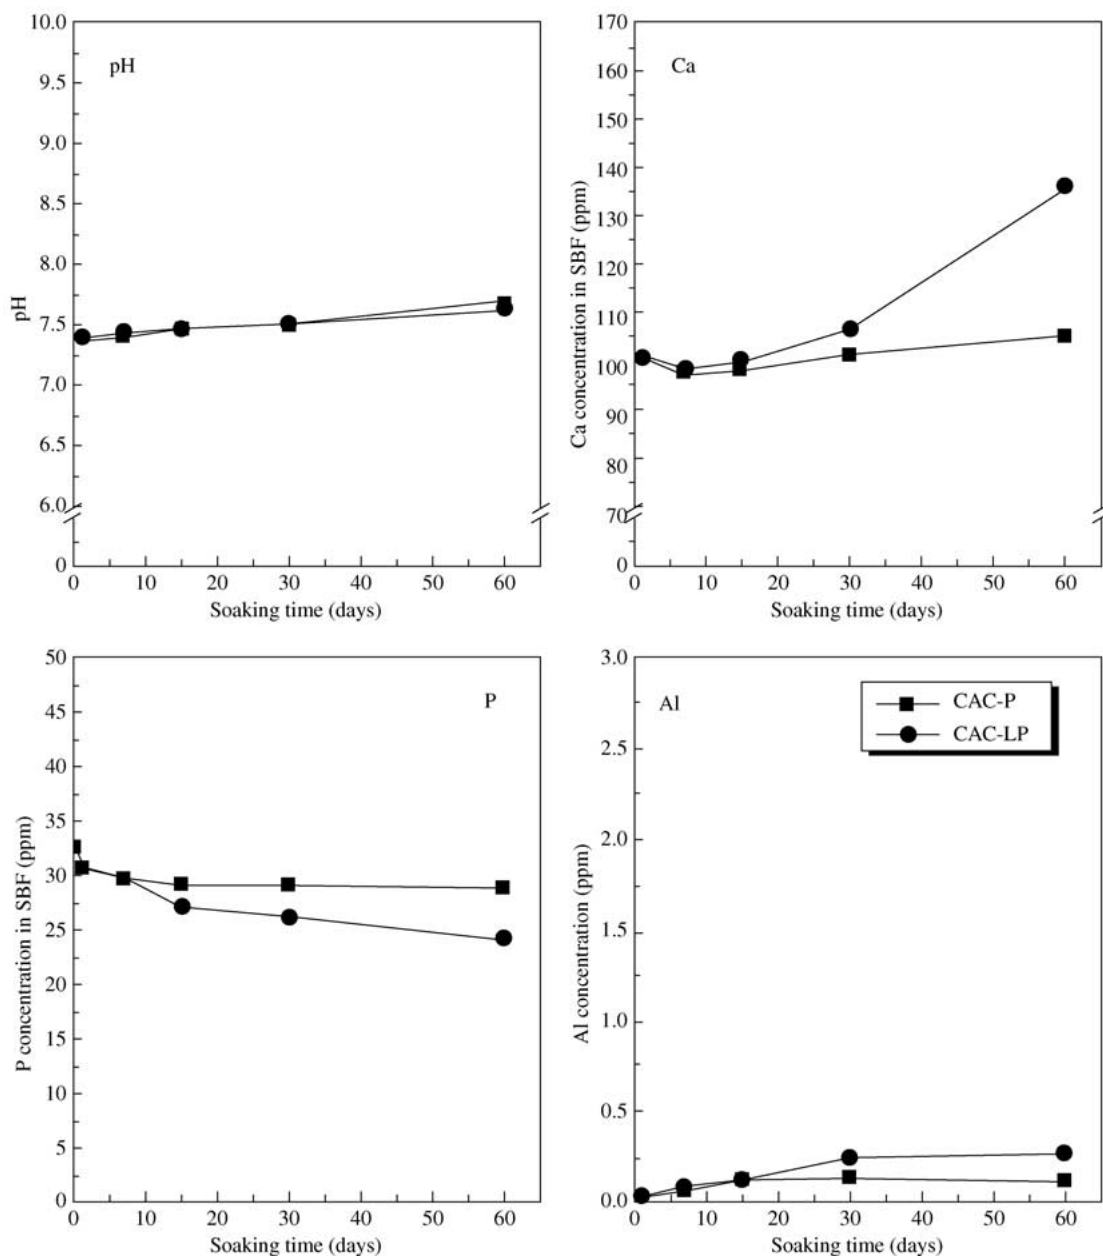 pH
10.0
9.5
9.0
8.5
8.0
7.5
7.0
6.5
6.0
0
pH
0 10 20 30 40 50 60
Soaking time (days)
Ca
170
160
150
140
130
120
110
100
90
80
70
0
Ca concentration in SBF (ppm)
0 10 20 30 40 50 60
Soaking time (days)
P
50
45
40
35
30
25
20
15
10
5
0
P concentration in SBF (ppm)
0 10 20 30 40 50 60
Soaking time (days)
Al
CAC-P
CAC-LP
3.0
2.5
2.0
1.5
1.0
0.5
0.0
Al concentration (ppm)
0 10 20 30 40 50 60
Soaking time (days)